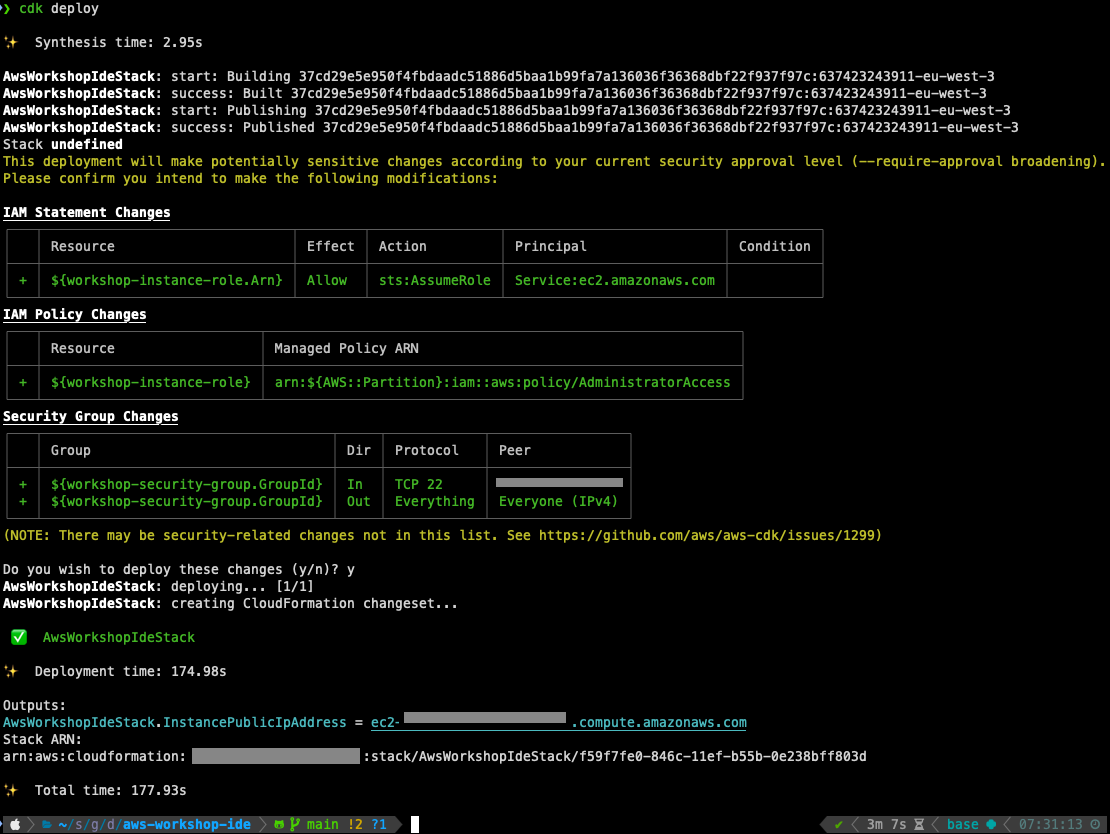 ❯ cdk deploy
✨  Synthesis time: 2.95s
AwsWorkshopIdeStack: start: Building 37cd29e5e950f4fbdaadc51886d5baa1b99fa7a136036f36368dbf22f937f97c:637423243911-eu-west-3
AwsWorkshopIdeStack: success: Built 37cd29e5e950f4fbdaadc51886d5baa1b99fa7a136036f36368dbf22f937f97c:637423243911-eu-west-3
AwsWorkshopIdeStack: start: Publishing 37cd29e5e950f4fbdaadc51886d5baa1b99fa7a136036f36368dbf22f937f97c:637423243911-eu-west-3
AwsWorkshopIdeStack: success: Published 37cd29e5e950f4fbdaadc51886d5baa1b99fa7a136036f36368dbf22f937f97c:637423243911-eu-west-3
Stack undefined
This deployment will make potentially sensitive changes according to your current security approval level (--require-approval broadening).
Please confirm you intend to make the following modifications:
IAM Statement Changes
Resource Effect Action Principal Condition
+ ${workshop-instance-role.Arn} Allow sts:AssumeRole Service:ec2.amazonaws.com
IAM Policy Changes
Resource Managed Policy ARN
+ ${workshop-instance-role} arn:${AWS::Partition}:iam::aws:policy/AdministratorAccess
Security Group Changes
Group Dir Protocol Peer
+ ${workshop-security-group.GroupId} In TCP 22
+ ${workshop-security-group.GroupId} Out Everything Everyone (IPv4)
(NOTE: There may be security-related changes not in this list. See https://github.com/aws/aws-cdk/issues/1299)
Do you wish to deploy these changes (y/n)? y
AwsWorkshopIdeStack: deploying... [1/1]
AwsWorkshopIdeStack: creating CloudFormation changeset...
✅  AwsWorkshopIdeStack
✨  Deployment time: 174.98s
Outputs:
AwsWorkshopIdeStack.InstancePublicIpAddress = ec2- .compute.amazonaws.com
Stack ARN:
arn:aws:cloudformation: :stack/AwsWorkshopIdeStack/f59f7fe0-846c-11ef-b55b-0e238bff803d
✨  Total time: 177.93s
~/s/g/d/aws-workshop-ide main !2 ?1 ✔ 3m 7s base 07:31:13